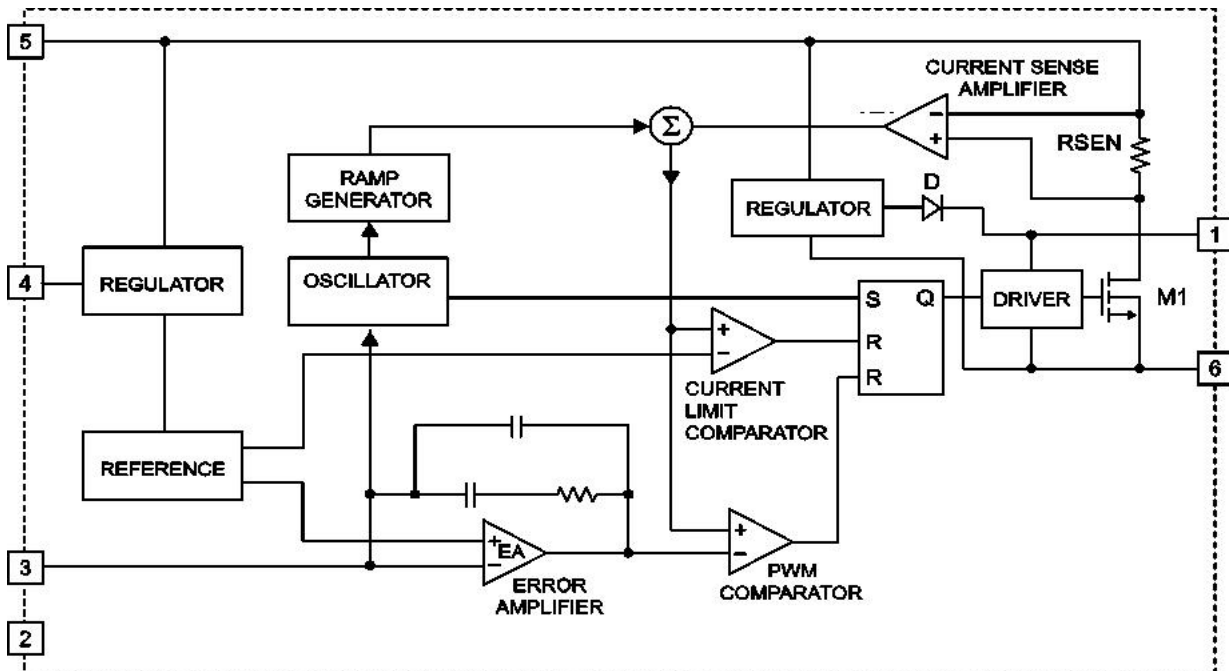 5
CURRENT SENSE
AMPLIFIER
Σ
−
+
RSEN
RAMP
GENERATOR
D
REGULATOR
1
4
REGULATOR
OSCILLATOR
S
Q
DRIVER
M1
+
−
R
R
6
CURRENT
LIMIT
COMPARATOR
REFERENCE
+
EA
−
+
−
3
ERROR
AMPLIFIER
PWM
COMPARATOR
2